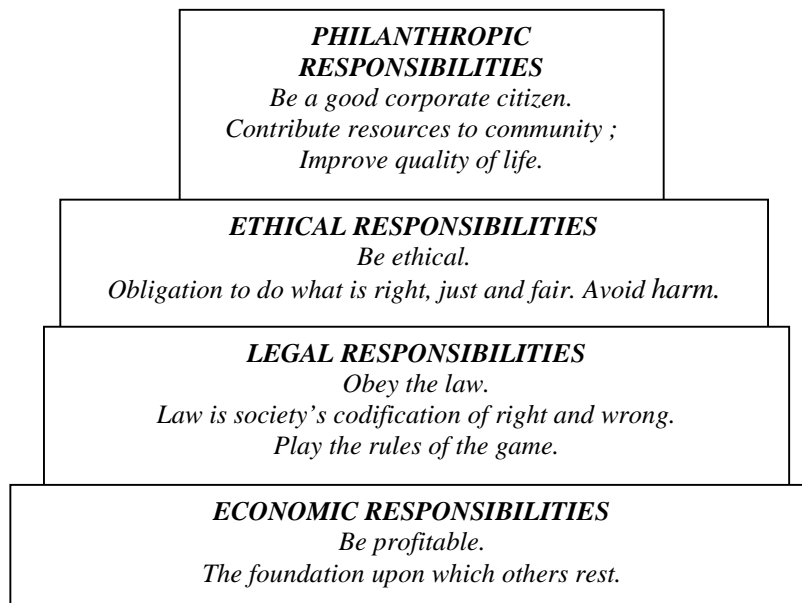 PHILANTHROPIC
RESPONSIBILITIES
Be a good corporate citizen.
Contribute resources to community ;
Improve quality of life.
ETHICAL RESPONSIBILITIES
Be ethical.
Obligation to do what is right, just and fair. Avoid harm.
LEGAL RESPONSIBILITIES
Obey the law.
Law is society’s codification of right and wrong.
Play the rules of the game.
ECONOMIC RESPONSIBILITIES
Be profitable.
The foundation upon which others rest.